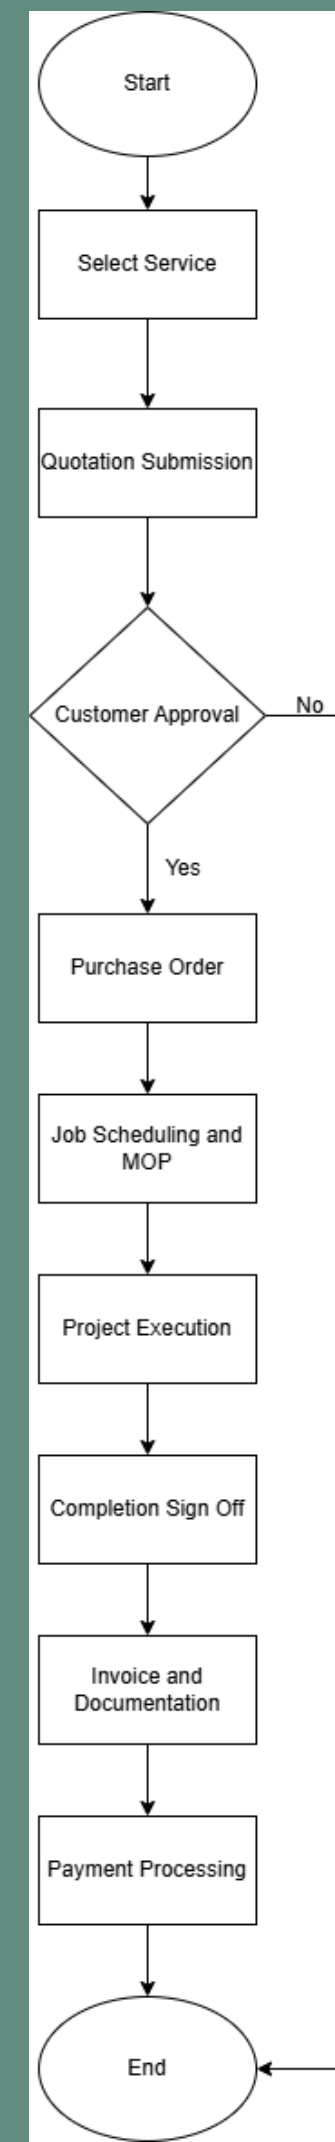 Start
Select Service
Quotation Submission
Customer Approval
No
Yes
Purchase Order
Job Scheduling and
MOP
Project Execution
Completion Sign Off
Invoice and
Documentation
Payment Processing
End